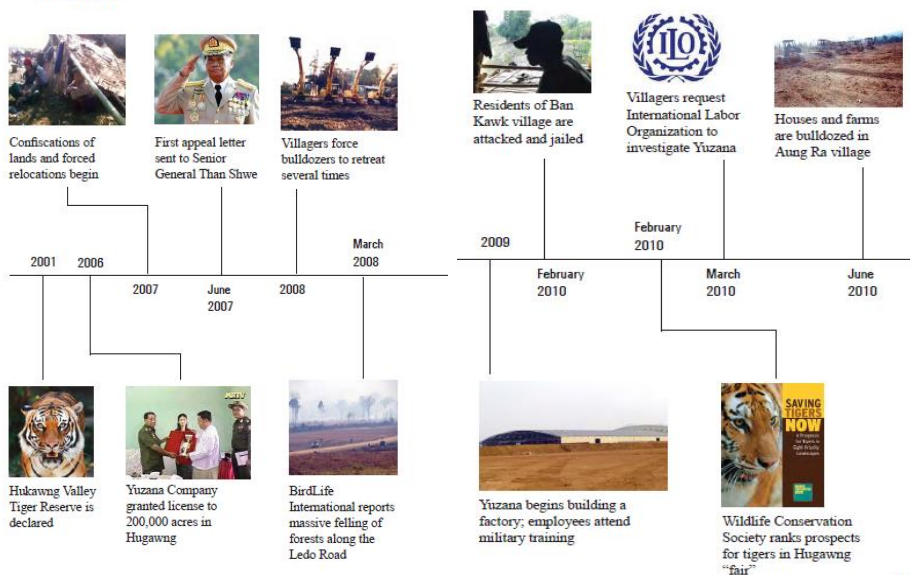 Confiscations of
lands and forced
relocations begin
First appeal letter
sent to Senior
General Than Shwe
Villagers force
bulldozers to retreat
several times
2001
2006
2007
June
2007
2008
March
2008
Hukawng Valley
Tiger Reserve is
declared
Yuzana Company
granted license to
200,000 acres in
Hugawng
BirdLife
International reports
massive felling of
forests along the
Ledo Road
Residents of Ban
Kawk village are
attacked and jailed
ILO
Villagers request
International Labor
Organization to
investigate Yuzana
Houses and farms
are bulldozed in
Aung Ra village
2009
February
2010
February
2010
March
2010
June
2010
Yuzana begins building a
factory; employees attend
military training
SAVING
TIGERS
NOW
Wildlife Conservation
Society ranks prospects
for tigers in Hugawng
“fair”